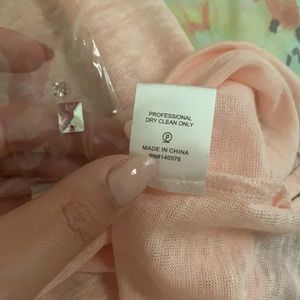 PROFESSIONAL
DRY CLEAN ONLY
P
MADE IN CHINA
RN#140076